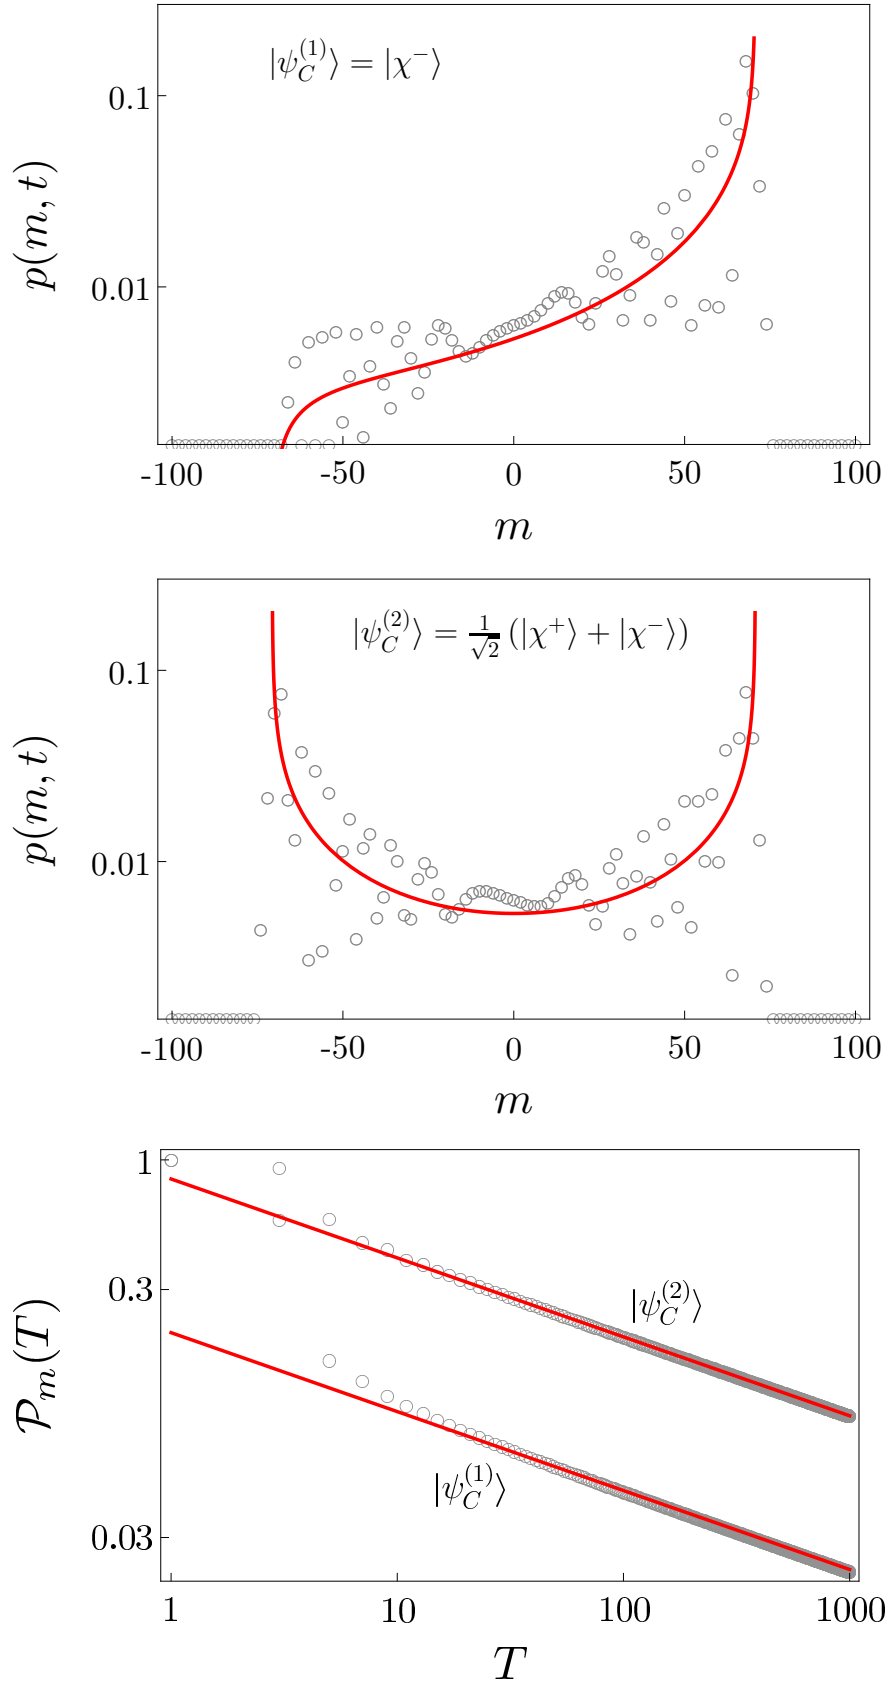 |ψ_C^(1)⟩ = |χ^−⟩
0.1
p(m, t)
0.01
-100 -50 0 50 100
m
|ψ_C^(2)⟩ = 1/√2 (|χ^+⟩ + |χ^−⟩)
0.1
p(m, t)
0.01
-100 -50 0 50 100
m
1
0.3
|ψ_C^(2)⟩
𝒫_m(T)
|ψ_C^(1)⟩
0.03
1 10 100 1000
T